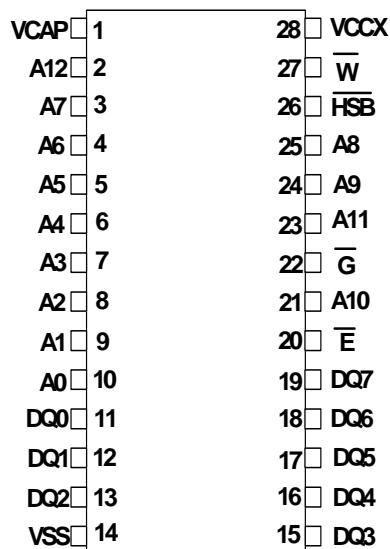 VCAP 1 28 VCCX
A12 2 27 W̅
A7 3 26 H̅S̅B̅
A6 4 25 A8
A5 5 24 A9
A4 6 23 A11
A3 7 22 G̅
A2 8 21 A10
A1 9 20 E̅
A0 10 19 DQ7
DQ0 11 18 DQ6
DQ1 12 17 DQ5
DQ2 13 16 DQ4
VSS 14 15 DQ3